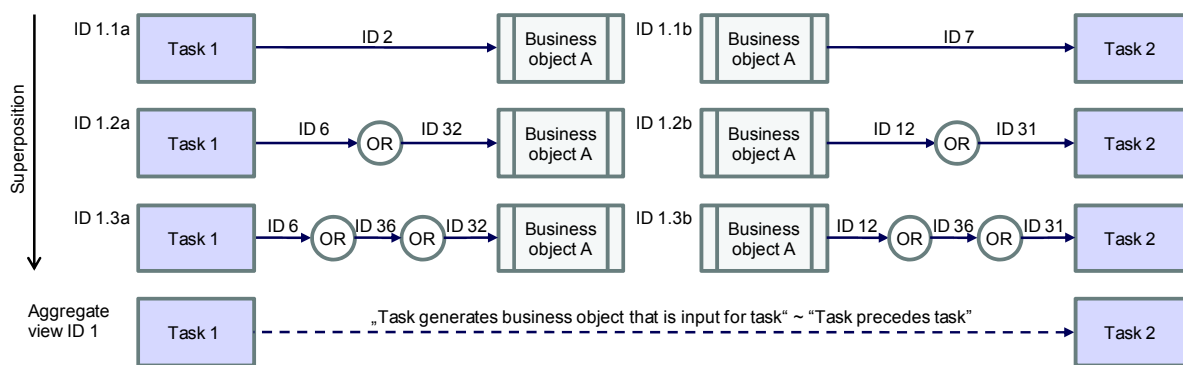 ID 1.1a
Task 1
ID 2
Business
object A
ID 1.1b
Business
object A
ID 7
Task 2
Superposition
ID 1.2a
Task 1
ID 6
OR
ID 32
Business
object A
ID 1.2b
Business
object A
ID 12
OR
ID 31
Task 2
ID 1.3a
Task 1
ID 6
OR
ID 36
OR
ID 32
Business
object A
ID 1.3b
Business
object A
ID 12
OR
ID 36
OR
ID 31
Task 2
Aggregate
view ID 1
Task 1
„Task generates business object that is input for task“ ~ “Task precedes task”
Task 2